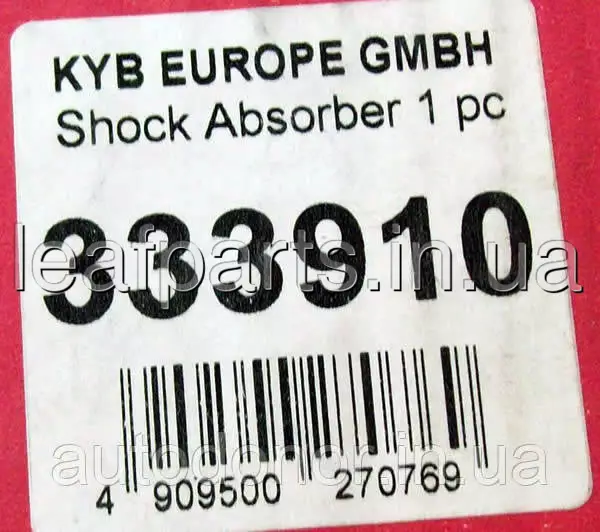 KYB EUROPE GMBH
Shock Absorber 1 pc
333910
leafparts.in.ua
4 909500 270769
autodonor.in.ua